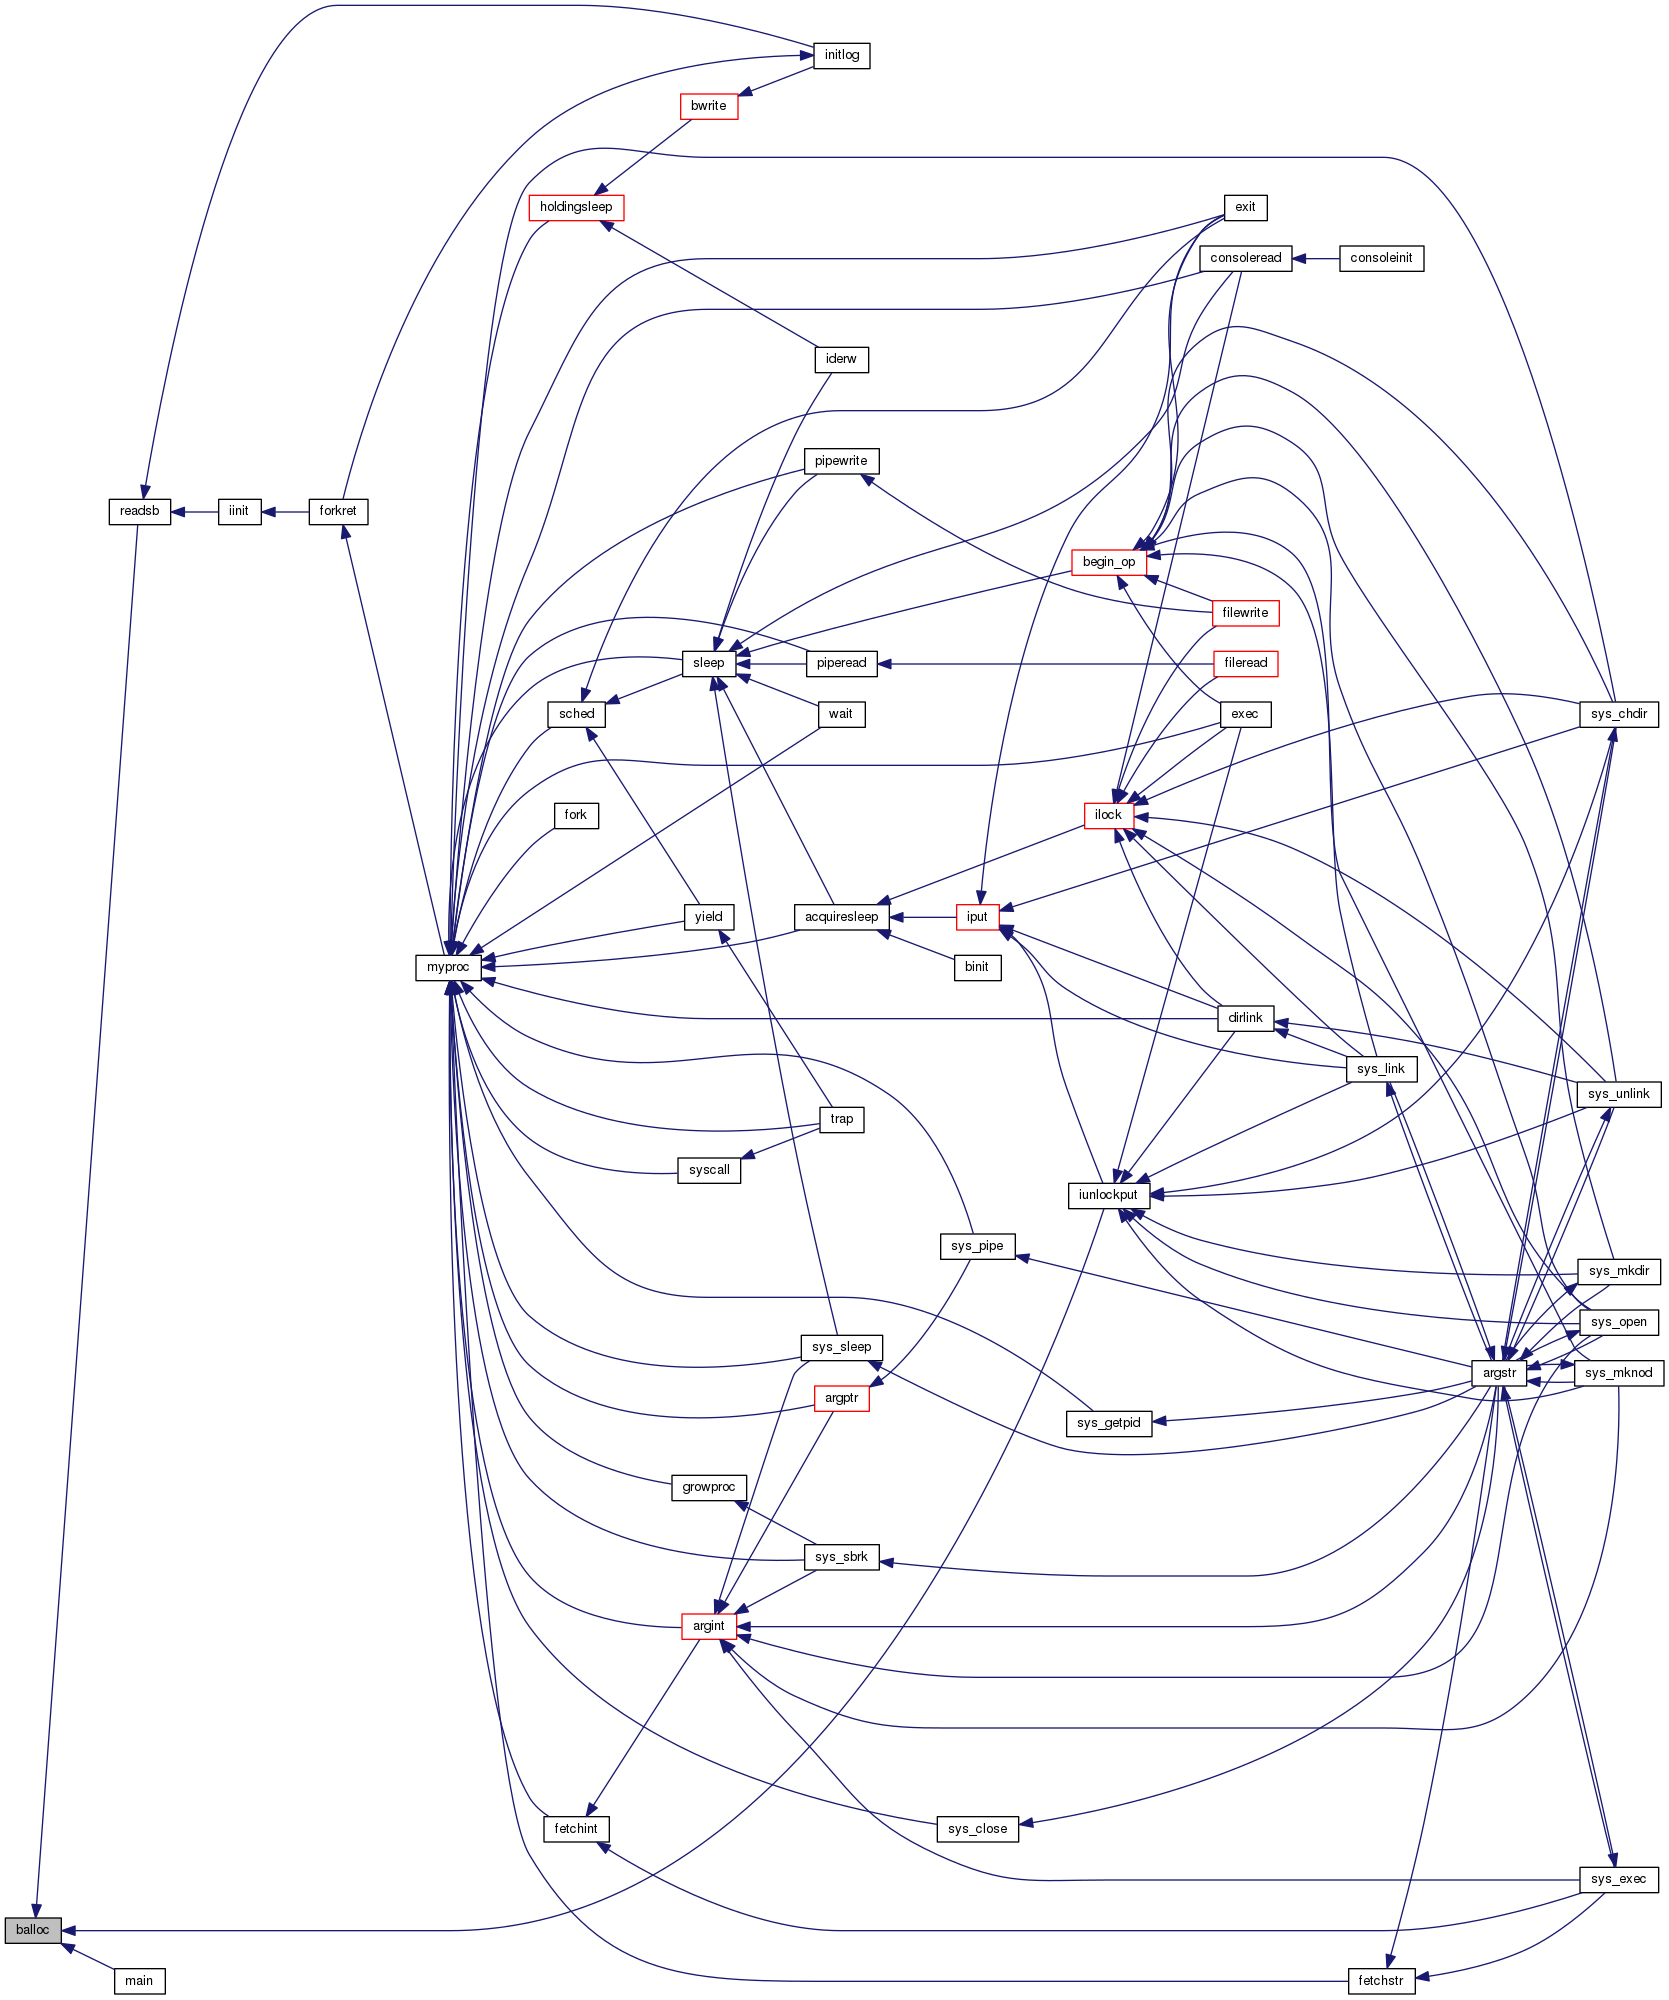 initlog
bwrite
holdingsleep
exit
consoleread
consoleinit
iderw
pipewrite
readsb
iinit
forkret
begin_op
filewrite
sleep
piperead
fileread
sched
wait
exec
sys_chdir
fork
ilock
yield
acquiresleep
iput
myproc
binit
dirlink
sys_link
sys_unlink
trap
syscall
iunlockput
sys_pipe
sys_mkdir
sys_open
sys_sleep
argstr
sys_mknod
argptr
sys_getpid
growproc
sys_sbrk
argint
fetchint
sys_close
sys_exec
balloc
main
fetchstr